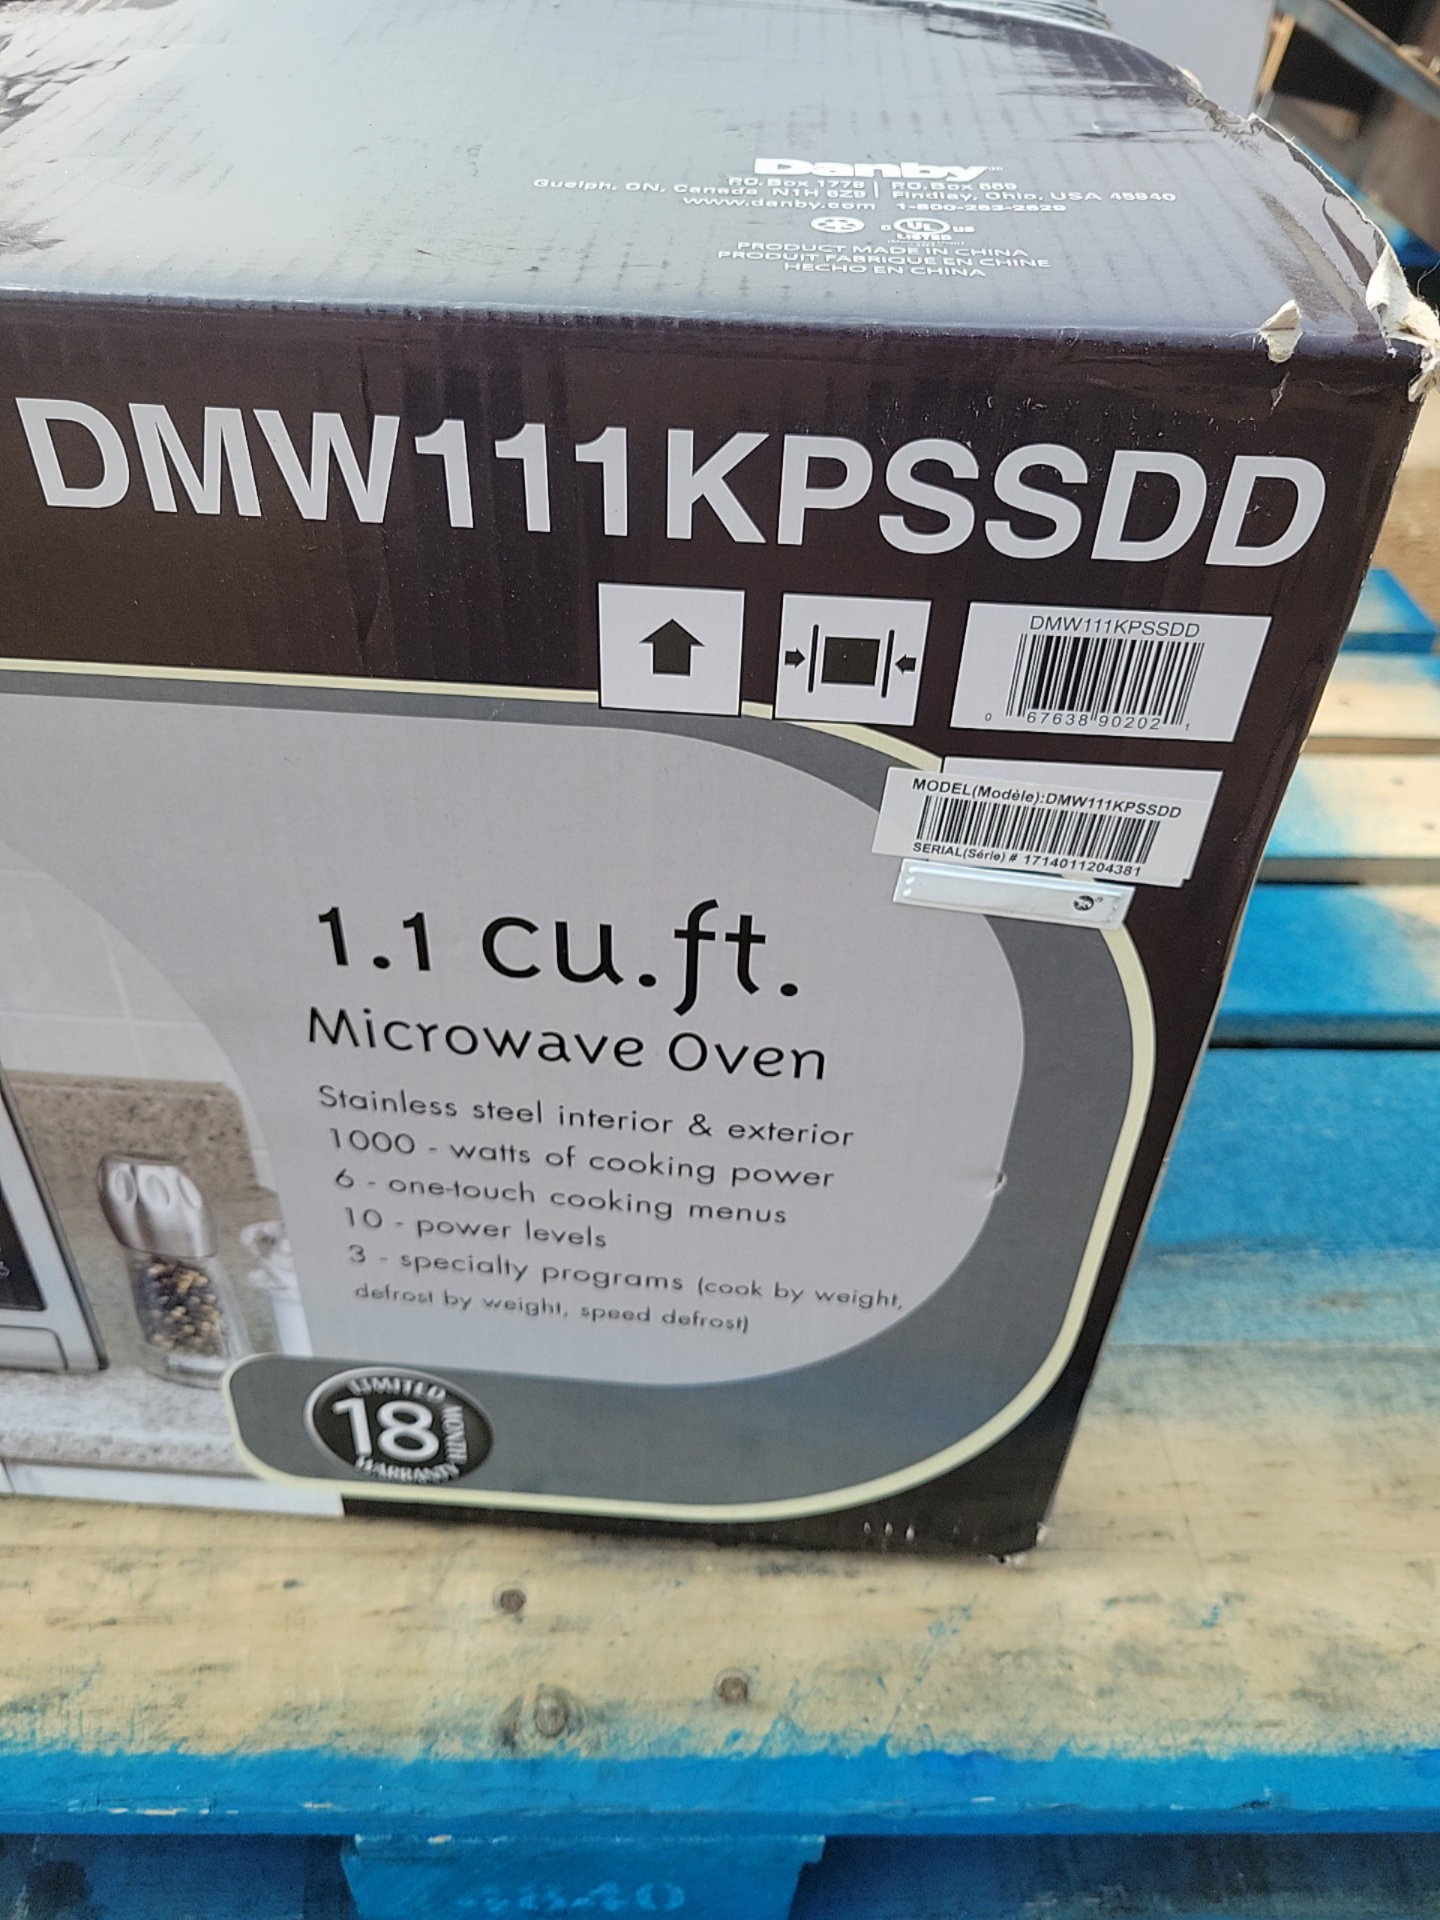 Danby
P.O. Box 1778 | P.O. Box 669
Guelph, ON, Canada N1H 6Z9 | Findlay, Ohio, USA 45840
www.danby.com 1-800-263-2629
c UL us
LISTED
PRODUCT MADE IN CHINA
PRODUIT FABRIQUÉ EN CHINE
HECHO EN CHINA
DMW111KPSSDD
DMW111KPSSDD
0 67638 90202 1
MODEL(Modèle):DMW111KPSSDD
SERIAL(Série) # 1714011204381
1.1 cu.ft.
Microwave Oven
Stainless steel interior & exterior
1000 - watts of cooking power
6 - one-touch cooking menus
10 - power levels
3 - specialty programs (cook by weight,
defrost by weight, speed defrost)
LIMITED
18
MONTH
WARRANTY